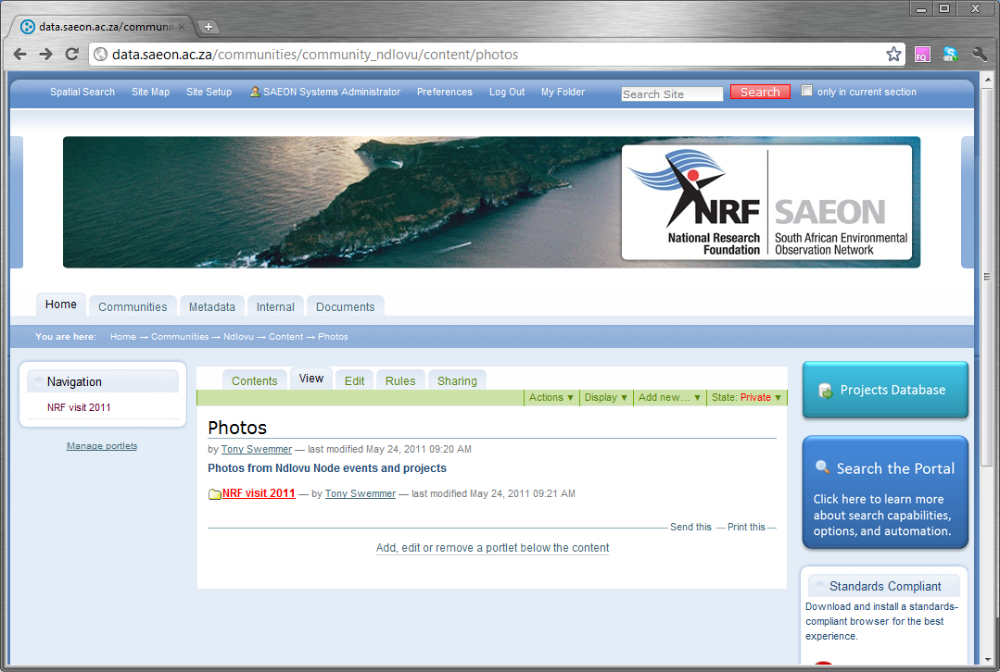 data.saeon.ac.za/communit
data.saeon.ac.za/communities/community_ndlovu/content/photos
FQ
Spatial Search Site Map Site Setup SAEON Systems Administrator Preferences Log Out My Folder Search Site Search only in current section
NRF SAEON
National Research Foundation
South African Environmental Observation Network
Home Communities Metadata Internal Documents
You are here: Home → Communities → Ndlovu → Content → Photos
Navigation
NRF visit 2011
Manage portlets
Contents View Edit Rules Sharing
Actions ▼ Display ▼ Add new... ▼ State: Private ▼
Photos
by Tony Swemmer — last modified May 24, 2011 09:20 AM
Photos from Ndlovu Node events and projects
NRF visit 2011 — by Tony Swemmer — last modified May 24, 2011 09:21 AM
Send this — Print this —
Add, edit or remove a portlet below the content
Projects Database
Search the Portal
Click here to learn more
about search capabilities,
options, and automation.
Standards Compliant
Download and install a standards-
compliant browser for the best
experience.